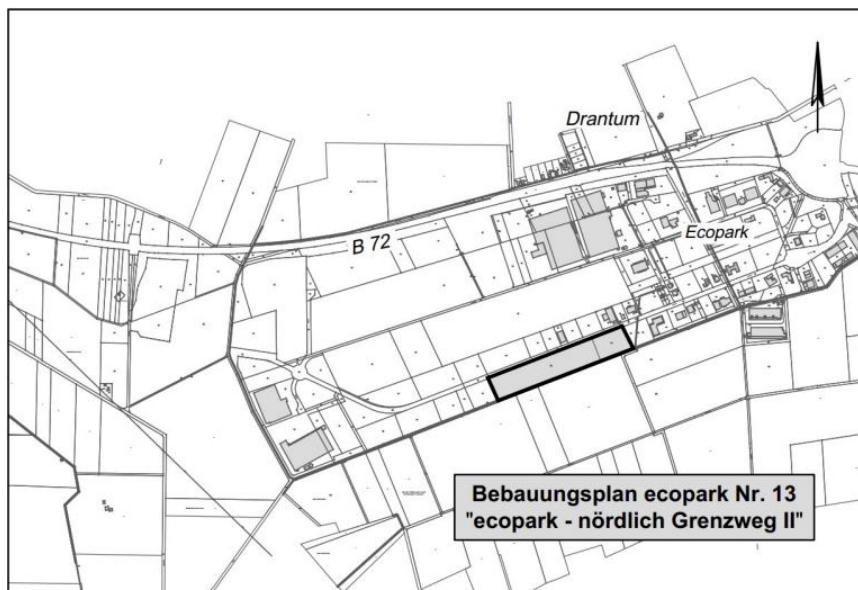 Drantum
Ecopark
B 72
Bebauungsplan ecopark Nr. 13
"ecopark - nördlich Grenzweg II"